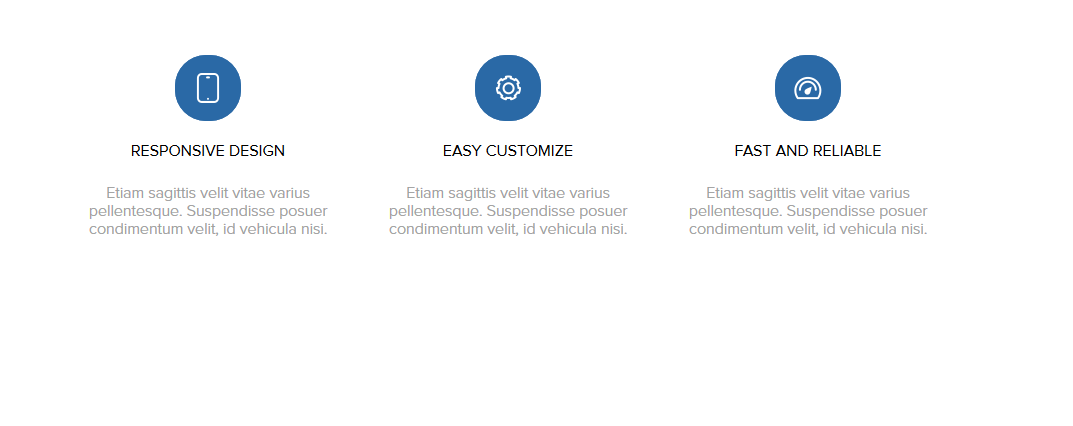 RESPONSIVE DESIGN
Etiam sagittis velit vitae varius
pellentesque. Suspendisse posuer
condimentum velit, id vehicula nisi.
EASY CUSTOMIZE
Etiam sagittis velit vitae varius
pellentesque. Suspendisse posuer
condimentum velit, id vehicula nisi.
FAST AND RELIABLE
Etiam sagittis velit vitae varius
pellentesque. Suspendisse posuer
condimentum velit, id vehicula nisi.